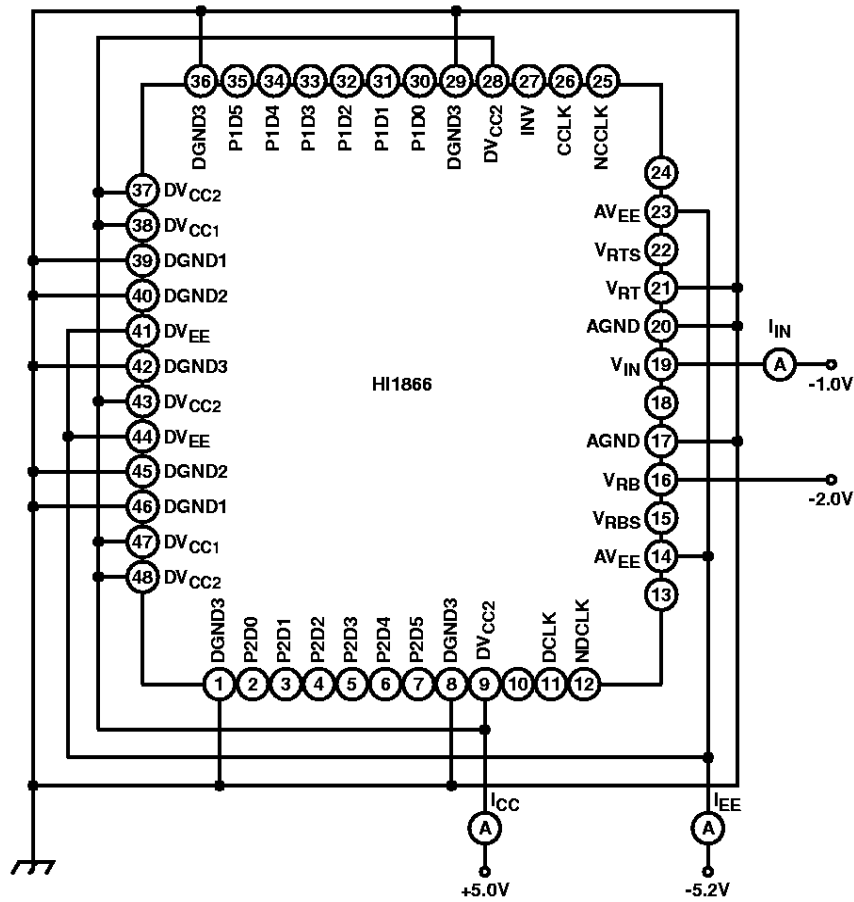 36 35 34 33 32 31 30 29 28 27 26 25
DGND3 P1D5 P1D4 P1D3 P1D2 P1D1 P1D0 DGND3 DVCC2 INV CCLK NCCLK
37 DVCC2
38 DVCC1
39 DGND1
40 DGND2
41 DVEE
42 DGND3
43 DVCC2
44 DVEE
45 DGND2
46 DGND1
47 DVCC1
48 DVCC2
HI1866
24
AVEE 23
VRTS 22
VRT 21
AGND 20
VIN 19
18
AGND 17
VRB 16
VRBS 15
AVEE 14
13
IIN
A
-1.0V
-2.0V
DGND3 P2D0 P2D1 P2D2 P2D3 P2D4 P2D5 DGND3 DVCC2 DCLK NDCLK
1 2 3 4 5 6 7 8 9 10 11 12
ICC
A
+5.0V
IEE
A
-5.2V